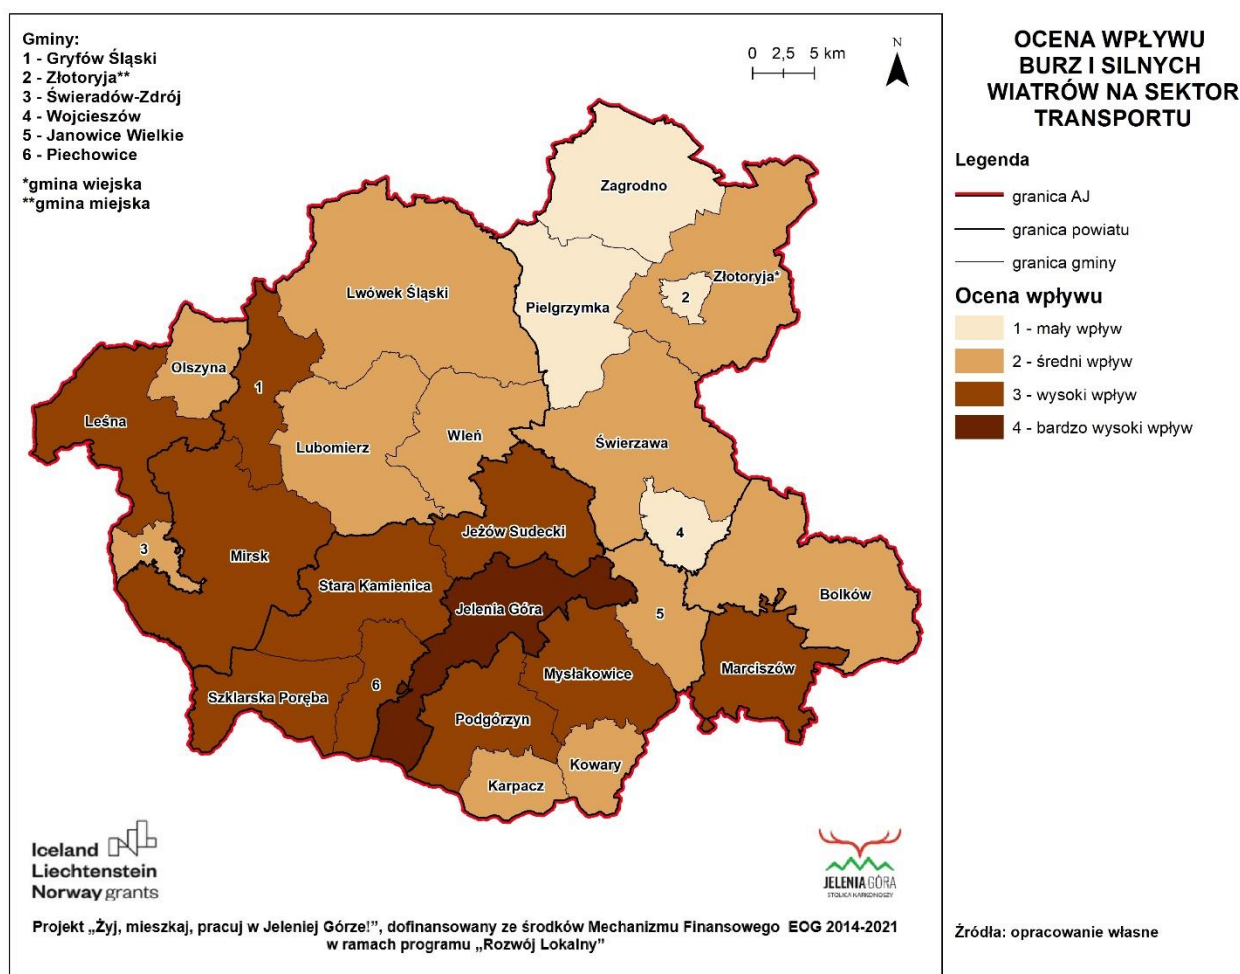 Gminy:
1 - Gryfów Śląski
2 - Złotoryja**
3 - Świeradów-Zdrój
4 - Wojcieszów
5 - Janowice Wielkie
6 - Piechowice
*gmina wiejska
**gmina miejska
0 2,5 5 km
N
OCENA WPŁYWU
BURZ I SILNYCH
WIATRÓW NA SEKTOR
TRANSPORTU
Legenda
granica AJ
granica powiatu
granica gminy
Ocena wpływu
1 - mały wpływ
2 - średni wpływ
3 - wysoki wpływ
4 - bardzo wysoki wpływ
Zagrodno
Złotoryja*
2
Lwówek Śląski
Pielgrzymka
Olszyna
1
Leśna
Lubomierz
Wleń
Świerzawa
Jeżów Sudecki
4
3
Mirsk
Stara Kamienica
Jelenia Góra
5
Bolków
Mysłakowice
Marciszów
Szklarska Poręba
6
Podgórzyn
Kowary
Karpacz
Iceland
Liechtenstein
Norway grants
JELENIA GÓRA
STOLICA KARKONOSZY
Projekt „Żyj, mieszkaj, pracuj w Jeleniej Górze!”, dofinansowany ze środków Mechanizmu Finansowego EOG 2014-2021
w ramach programu „Rozwój Lokalny”
Źródła: opracowanie własne